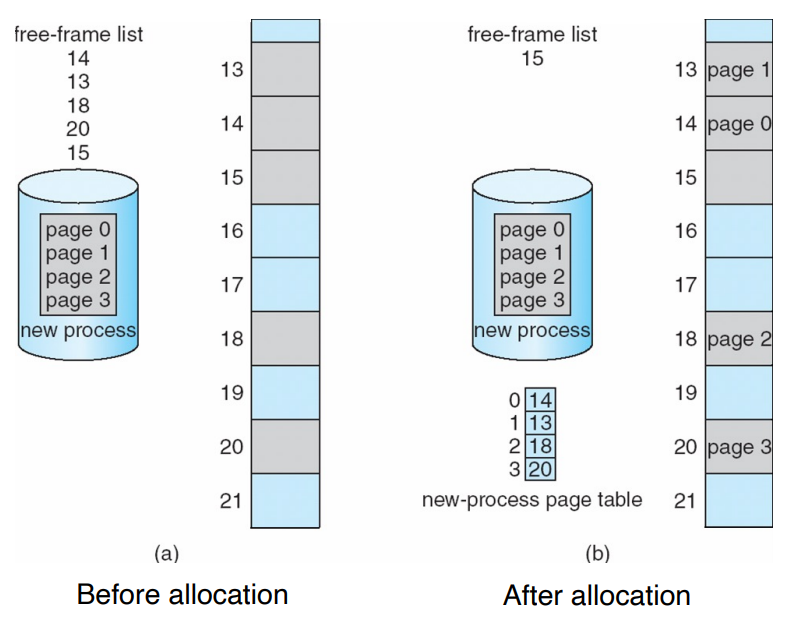 free-frame list
14
13
18
20
15
page 0
page 1
page 2
page 3
new process
13
14
15
16
17
18
19
20
21
(a)
Before allocation
free-frame list
15
page 0
page 1
page 2
page 3
new process
0 14
1 13
2 18
3 20
new-process page table
13 page 1
14 page 0
15
16
17
18 page 2
19
20 page 3
21
(b)
After allocation